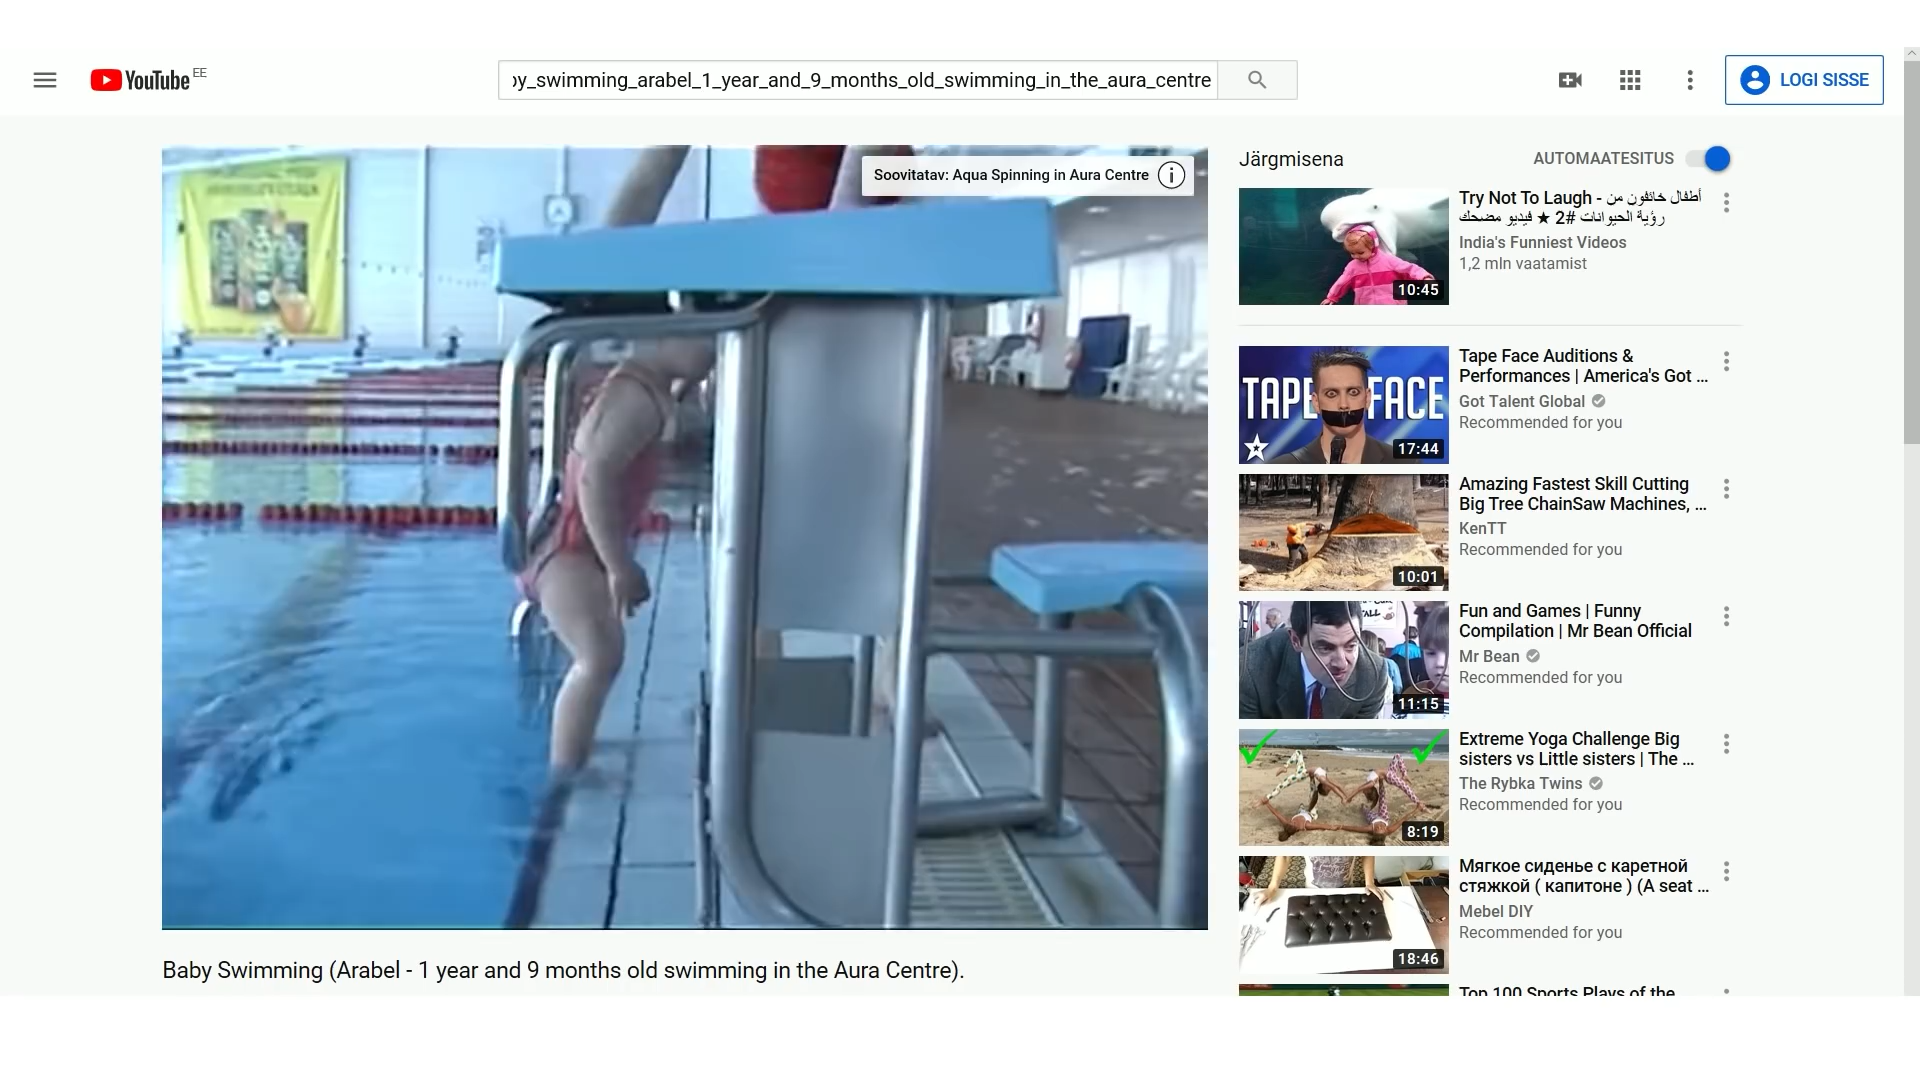 YouTube EE
by_swimming_arabel_1_year_and_9_months_old_swimming_in_the_aura_centre
LOGI SISSE
Soovitatav: Aqua Spinning in Aura Centre
FRESH
Baby Swimming (Arabel - 1 year and 9 months old swimming in the Aura Centre).
Järgmisena
AUTOMAATESITUS
Try Not To Laugh - أطفال خائفون من
رؤية الحيوانات #2 ★ فيديو مضحك
India's Funniest Videos
1,2 mln vaatamist
10:45
TAPE FACE
17:44
Tape Face Auditions &
Performances | America's Got ...
Got Talent Global
Recommended for you
10:01
Amazing Fastest Skill Cutting
Big Tree ChainSaw Machines, ...
KenTT
Recommended for you
11:15
Fun and Games | Funny
Compilation | Mr Bean Official
Mr Bean
Recommended for you
8:19
Extreme Yoga Challenge Big
sisters vs Little sisters | The ...
The Rybka Twins
Recommended for you
18:46
Мягкое сиденье с каретной
стяжкой ( капитоне ) (A seat ...
Mebel DIY
Recommended for you
Top 100 Sports Plays of the